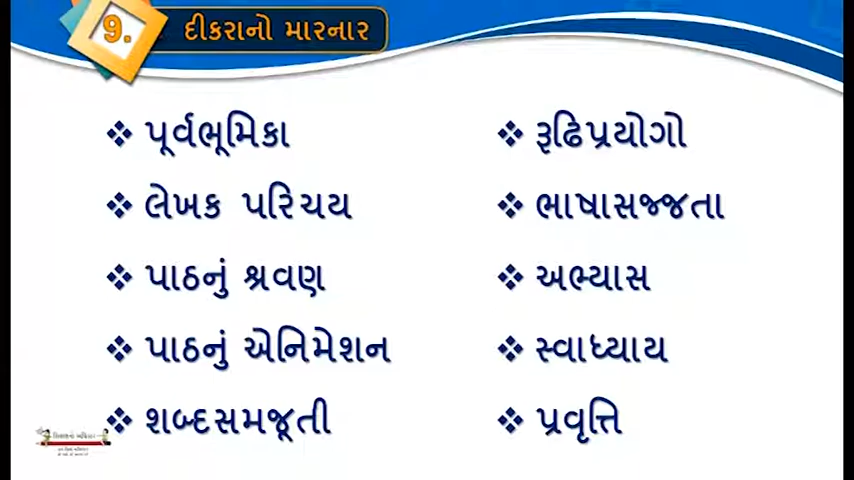 9. દીકરાનો મારનાર
❖ પૂર્વભૂમિકા
❖ લેખક પરિચય
❖ પાઠનું શ્રવણ
❖ પાઠનું એનિમેશન
❖ શબ્દસમજૂતી
❖ રૂઢિપ્રયોગો
❖ ભાષાસજ્જતા
❖ અભ્યાસ
❖ સ્વાધ્યાય
❖ પ્રવૃત્તિ